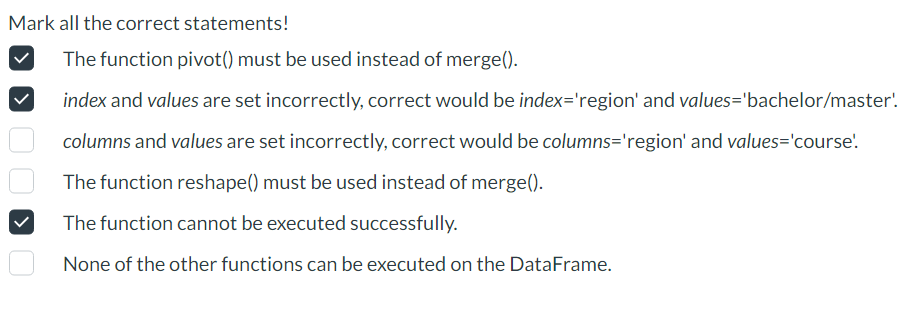 Mark all the correct statements!
The function pivot() must be used instead of merge().
index and values are set incorrectly, correct would be index='region' and values='bachelor/master'.
columns and values are set incorrectly, correct would be columns='region' and values='course'.
The function reshape() must be used instead of merge().
The function cannot be executed successfully.
None of the other functions can be executed on the DataFrame.